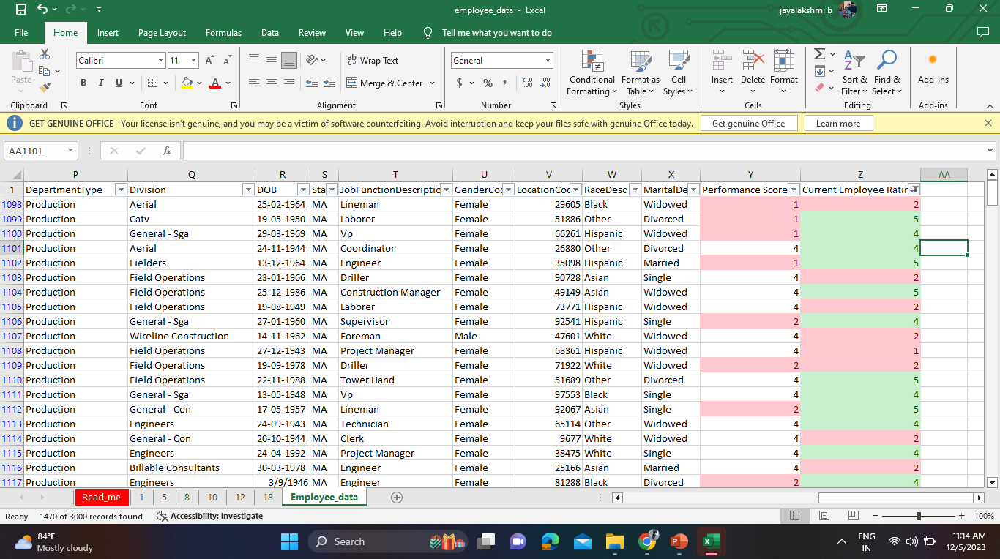 employee_data - Excel
jayalakshmi b
File Home Insert Page Layout Formulas Data Review View Help Tell me what you want to do
Paste
Calibri 11
B I U
Wrap Text
Merge & Center
General
$ % ,
Conditional Formatting
Format as Table
Cell Styles
Insert Delete Format
Sort & Filter
Find & Select
Add-ins
Clipboard Font Alignment Number Styles Cells Editing Add-ins
GET GENUINE OFFICE Your license isn't genuine, and you may be a victim of software counterfeiting. Avoid interruption and keep your files safe with genuine Office today. Get genuine Office Learn more
AA1101 fx
P Q R S T U V W X Y Z AA
1 DepartmentType Division DOB Sta JobFunctionDescriptic GenderCo LocationCo RaceDesc MaritalDe Performance Score Current Employee Ratin
1098 Production Aerial 25-02-1964 MA Lineman Female 29605 Black Widowed 1 2
1099 Production Catv 19-05-1950 MA Laborer Female 51886 Other Divorced 1 5
1100 Production General - Sga 29-03-1969 MA Vp Female 66261 Hispanic Widowed 1 4
1101 Production Aerial 24-11-1944 MA Coordinator Female 26880 Other Divorced 4 4
1102 Production Fielders 13-12-1964 MA Engineer Female 35098 Hispanic Married 1 5
1103 Production Field Operations 23-01-1966 MA Driller Female 90728 Asian Single 4 2
1104 Production Field Operations 25-12-1986 MA Construction Manager Female 49149 Asian Widowed 4 5
1105 Production Field Operations 19-08-1949 MA Laborer Female 73771 Hispanic Widowed 4 2
1106 Production General - Sga 27-01-1960 MA Supervisor Female 92541 Hispanic Single 2 4
1107 Production Wireline Construction 14-11-1962 MA Foreman Male 47601 White Widowed 4 2
1108 Production Field Operations 27-12-1943 MA Project Manager Female 68361 Hispanic Widowed 4 1
1109 Production Field Operations 19-09-1978 MA Driller Female 71922 White Widowed 2 2
1110 Production Field Operations 22-11-1988 MA Tower Hand Female 51689 Other Divorced 4 5
1111 Production General - Sga 13-05-1948 MA Vp Female 97553 Black Single 4 4
1112 Production General - Con 17-05-1957 MA Lineman Female 92067 Asian Single 2 5
1113 Production Engineers 24-09-1943 MA Technician Female 65114 Other Widowed 4 4
1114 Production General - Con 20-10-1944 MA Clerk Female 9677 White Widowed 4 2
1115 Production Engineers 24-04-1992 MA Project Manager Female 38475 White Single 4 4
1116 Production Billable Consultants 30-03-1978 MA Engineer Female 25166 Asian Married 4 2
1117 Production Engineers 3/9/1946 MA Engineer Female 81288 Black Divorced 2 4
Read_me 1 5 8 10 12 18 Employee_data
Ready 1470 of 3000 records found Accessibility: Investigate 100%
84°F
Mostly cloudy
Search
ENG
IN
11:14 AM
12/5/2023